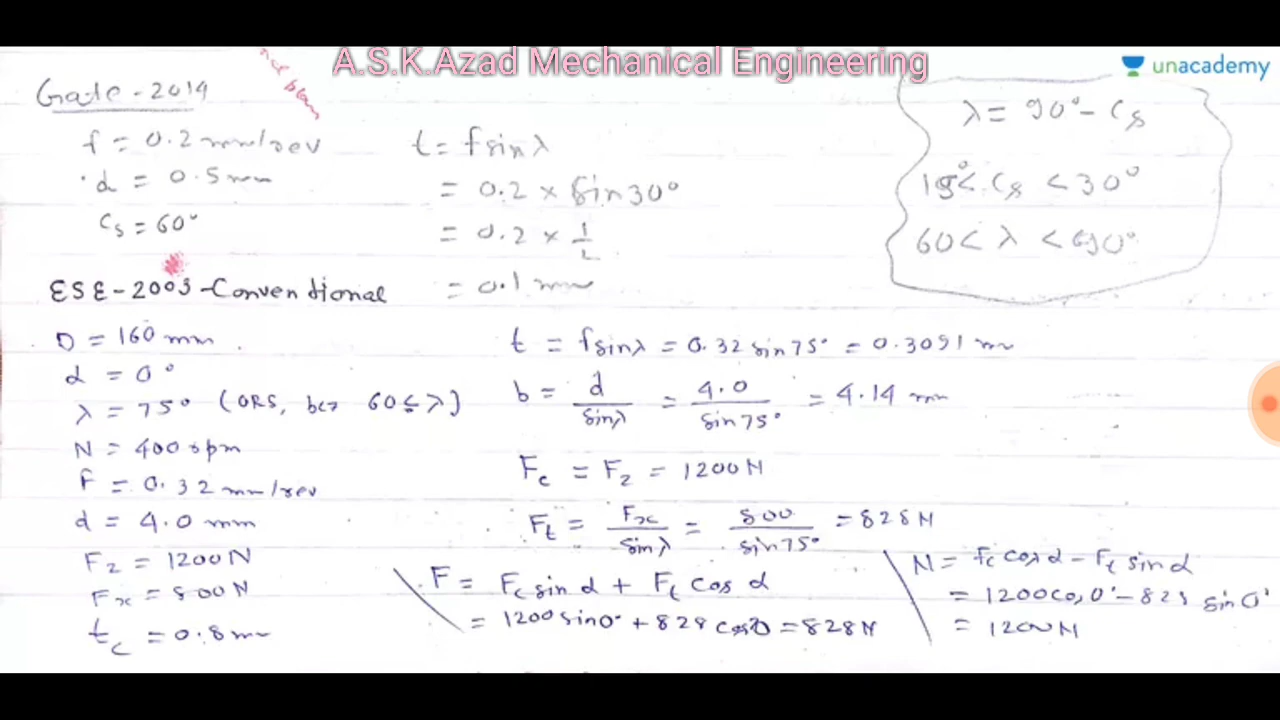 A.S.K.Azad Mechanical Engineering
unacademy
Gate-2019
f = 0.2 mm/rev
d = 0.5 mm
Cs = 60°
t = f sin λ
= 0.2 × sin 30°
= 0.2 × 1/2
= 0.1 mm
λ = 90° - Cs
15° < Cs < 30°
60 < λ < 90°
ESE-2003-Conventional
D = 160 mm
α = 0°
λ = 75° (ORS, bcz 60 ≤ λ)
N = 400 rpm
f = 0.32 mm/rev
d = 4.0 mm
Fz = 1200 N
Fx = 800 N
tc = 0.8 mm
t = f sin λ = 0.32 sin 75° = 0.3091 mm
b = d / sin λ = 4.0 / sin 75° = 4.14 mm
Fc = Fz = 1200 N
Ft = Fx / sin λ = 800 / sin 75° = 828 N
F = Fc sin α + Ft cos α
= 1200 sin 0° + 828 cos 0 = 828 N
N = Fc cos α - Ft sin α
= 1200 cos 0° - 828 sin 0°
= 1200 N